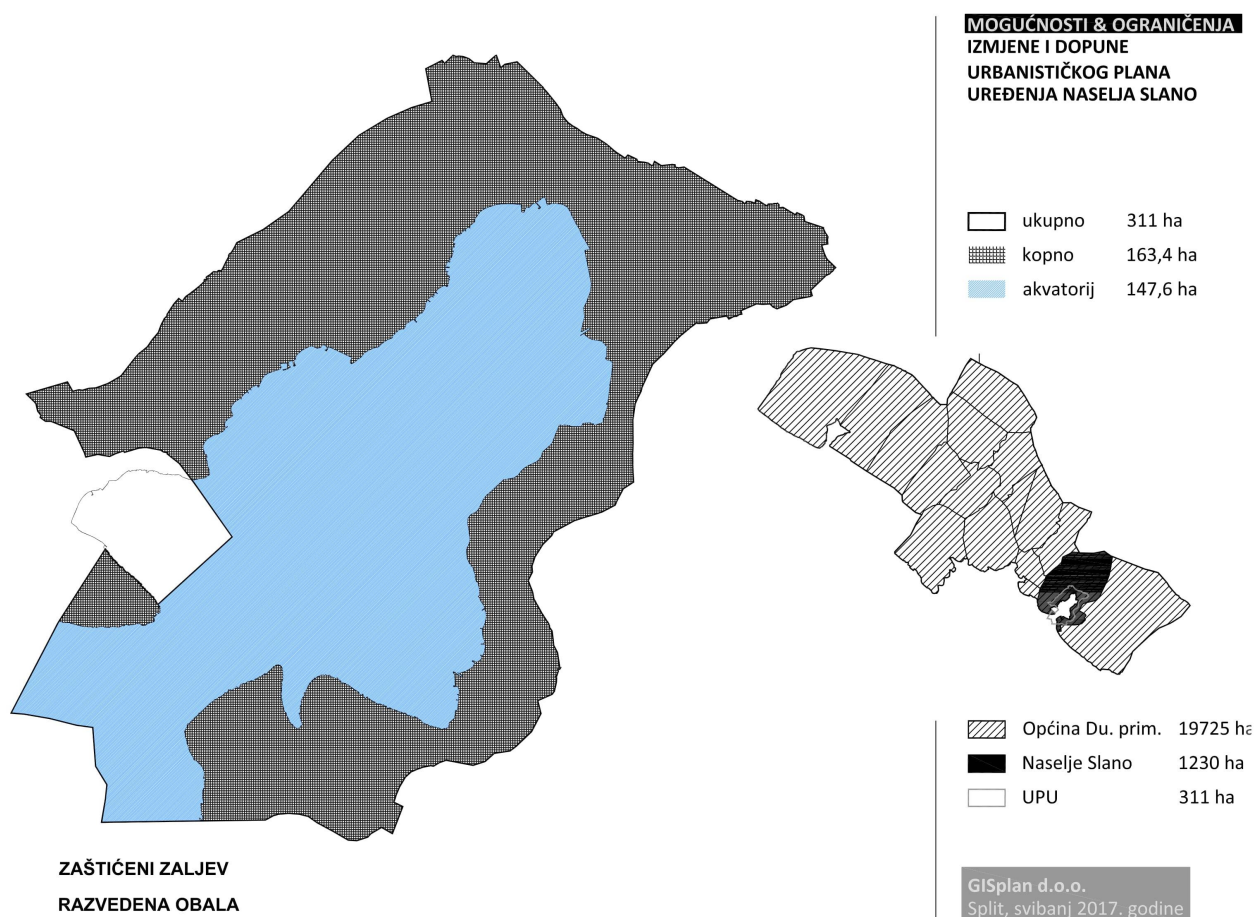 MOGUĆNOSTI & OGRANIČENJA
IZMJENE I DOPUNE
URBANISTIČKOG PLANA
UREĐENJA NASELJA SLANO
ukupno 311 ha
kopno 163,4 ha
akvatorij 147,6 ha
Općina Du. prim. 19725 ha
Naselje Slano 1230 ha
UPU 311 ha
ZAŠTIĆENI ZALJEV
RAZVEDENA OBALA
GISplan d.o.o.
Split, svibanj 2017. godine